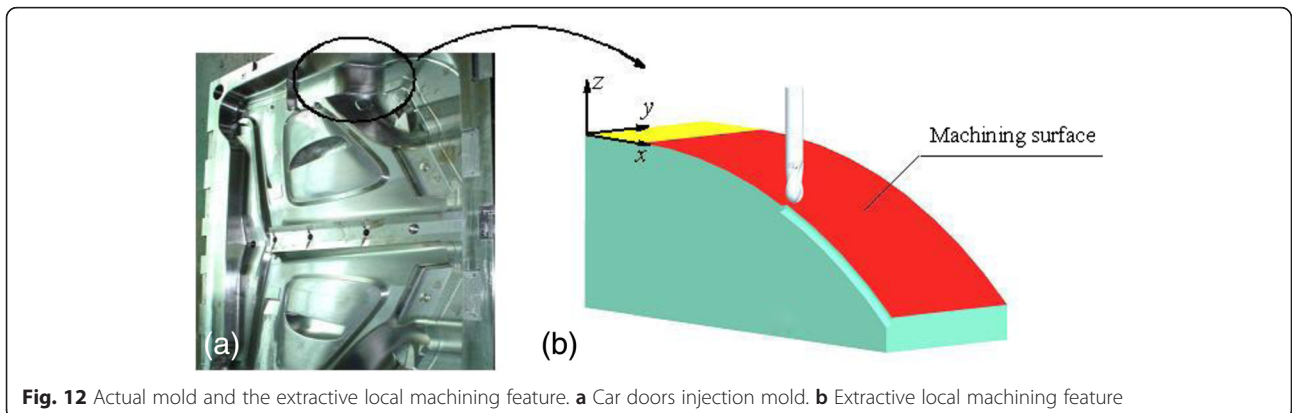 z
y
x
Machining surface
(a)
(b)
Fig. 12 Actual mold and the extractive local machining feature. a Car doors injection mold. b Extractive local machining feature